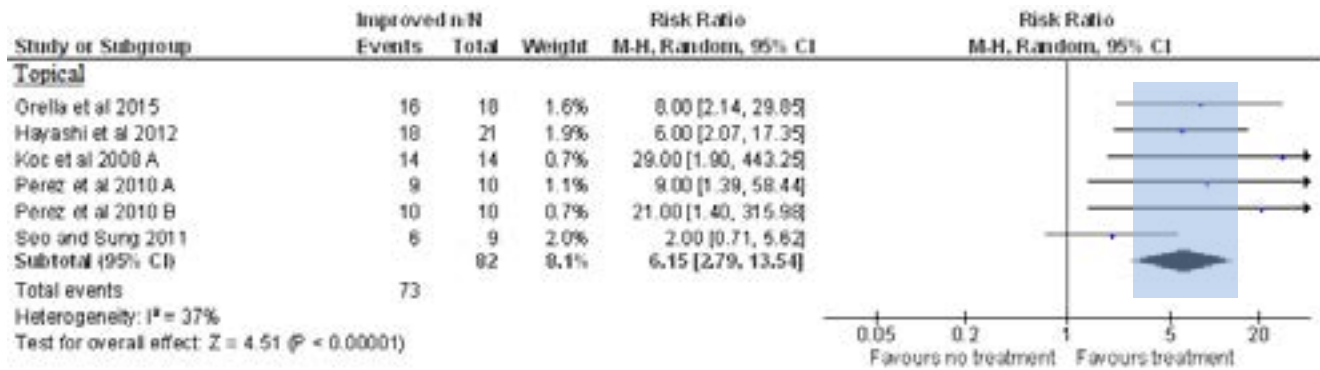 Improved n/N Risk Ratio Risk Ratio
Study or Subgroup Events Total Weight M-H, Random, 95% CI M-H, Random, 95% CI
Topical
Orella et al 2015 16 18 1.6% 8.00 [2.14, 29.85]
Hayashi et al 2012 18 21 1.9% 6.00 [2.07, 17.35]
Koc et al 2008 A 14 14 0.7% 29.00 [1.90, 443.25]
Perez et al 2010 A 9 10 1.1% 9.00 [1.39, 58.44]
Perez et al 2010 B 10 10 0.7% 21.00 [1.40, 315.98]
Seo and Sung 2011 6 9 2.0% 2.00 [0.71, 5.62]
Subtotal (95% CI) 82 8.1% 6.15 [2.79, 13.54]
Total events 73
Heterogeneity: I² = 37%
Test for overall effect: Z = 4.51 (P < 0.00001)
0.05 0.2 1 5 20
Favours no treatment Favours treatment